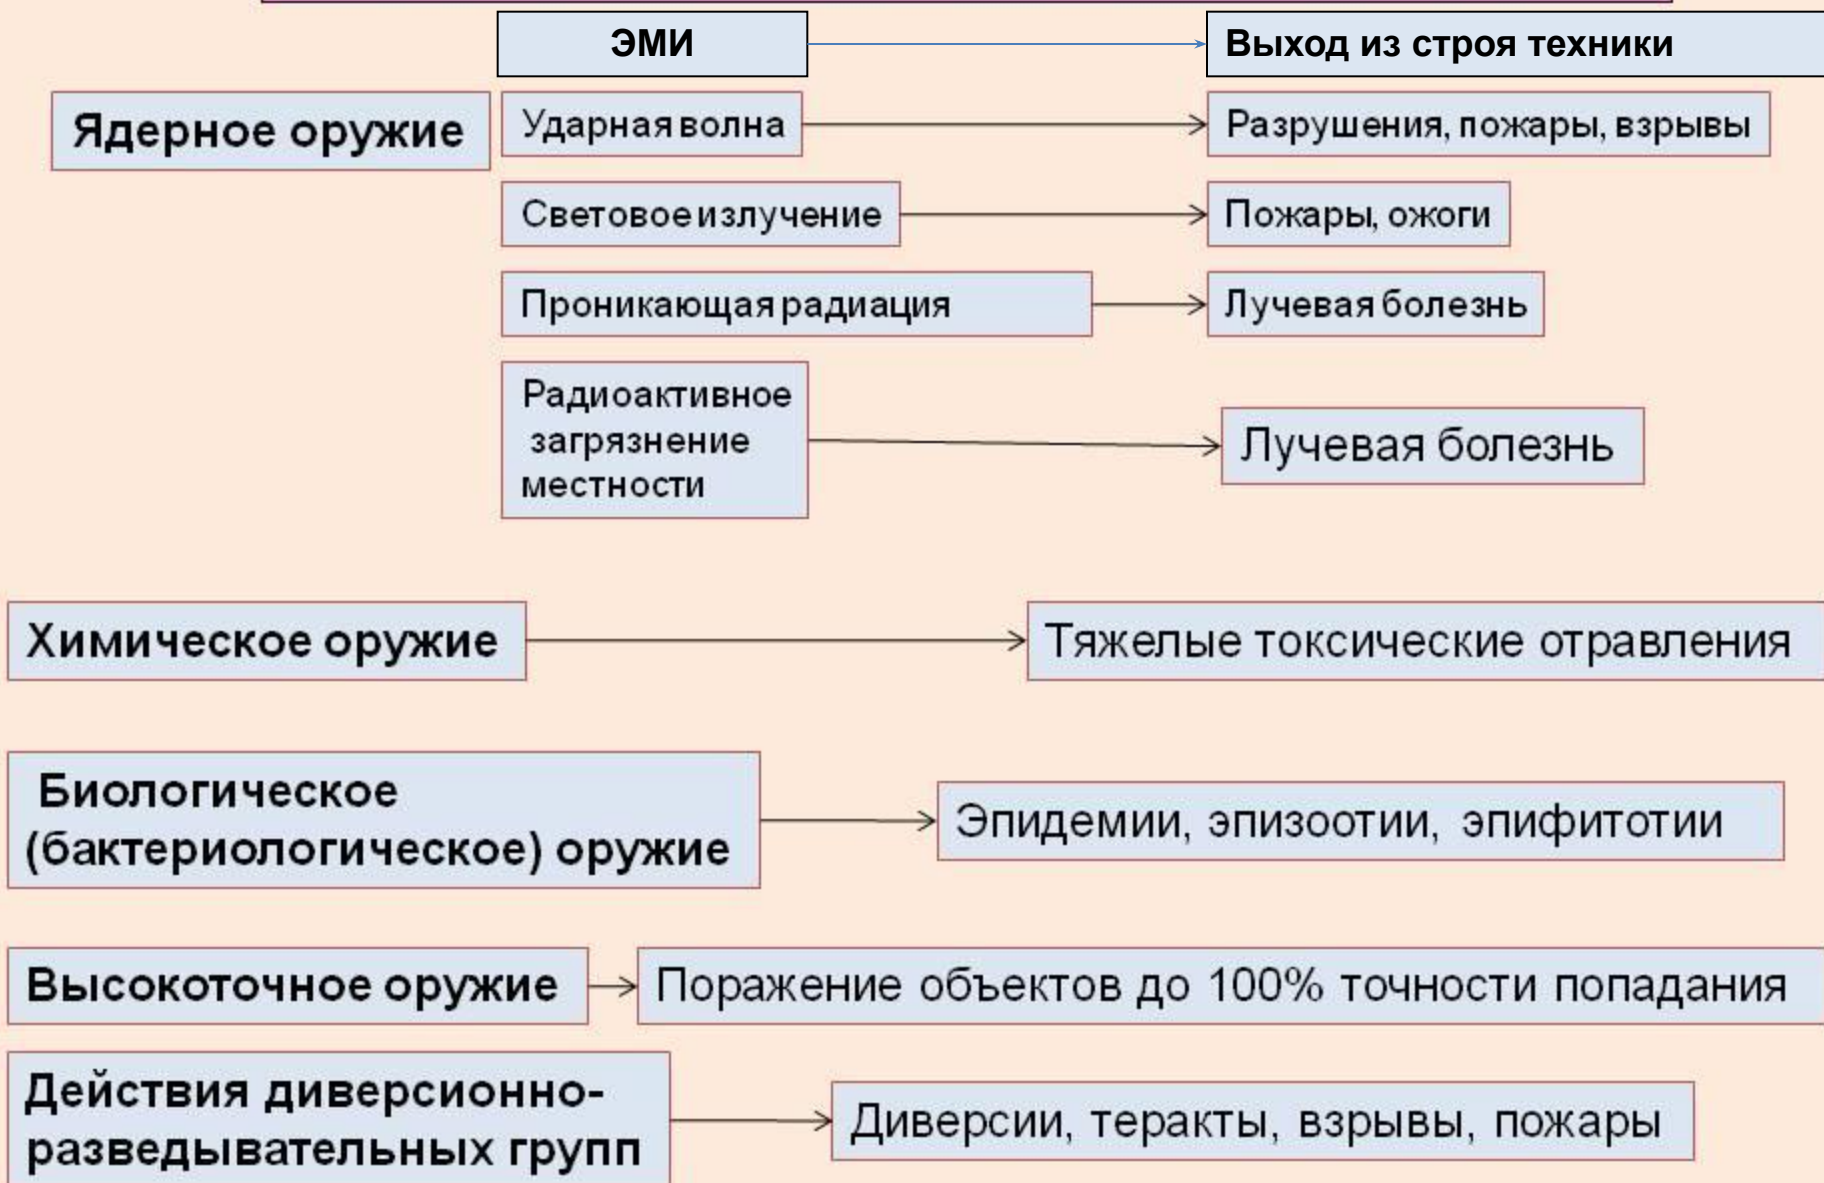 ЭМИ
Выход из строя техники
Ядерное оружие
Ударная волна
Разрушения, пожары, взрывы
Световое излучение
Пожары, ожоги
Проникающая радиация
Лучевая болезнь
Радиоактивное
загрязнение
местности
Лучевая болезнь
Химическое оружие
Тяжелые токсические отравления
Биологическое
(бактериологическое) оружие
Эпидемии, эпизоотии, эпифитотии
Высокоточное оружие
Поражение объектов до 100% точности попадания
Действия диверсионно-
разведывательных групп
Диверсии, теракты, взрывы, пожары